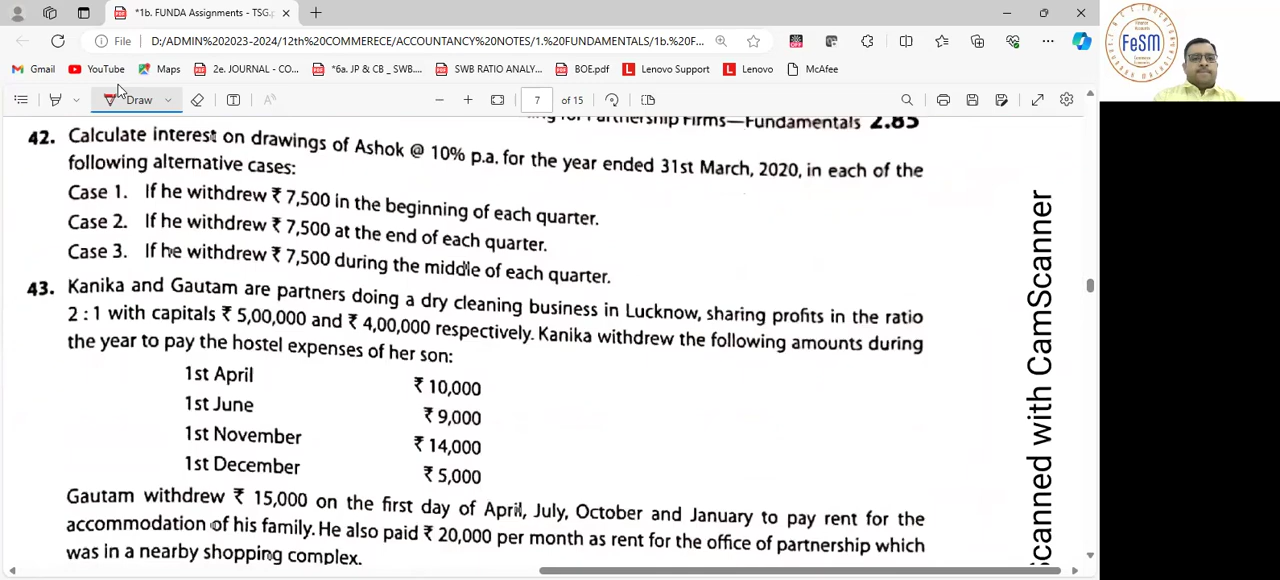 *1b. FUNDA Assignments - TSG.p
File
D:/ADMIN%202023-2024/12th%20COMMERECE/ACCOUNTANCE%20NOTES/1.%20FUNDAMENTALS/1b.%20F...
Gmail
YouTube
Maps
2e. JOURNAL - CO...
*6a. JP & CB _ SWB....
SWB RATIO ANALY...
BOE.pdf
Lenovo Support
Lenovo
McAfee
Draw
7 of 15
FeSM
Partnership Firms—Fundamentals 2.85
42. Calculate interest on drawings of Ashok @ 10% p.a. for the year ended 31st March, 2020, in each of the
following alternative cases:
Case 1. If he withdrew ₹ 7,500 in the beginning of each quarter.
Case 2. If he withdrew ₹ 7,500 at the end of each quarter.
Case 3. If he withdrew ₹ 7,500 during the middle of each quarter.
43. Kanika and Gautam are partners doing a dry cleaning business in Lucknow, sharing profits in the ratio
2 : 1 with capitals ₹ 5,00,000 and ₹ 4,00,000 respectively. Kanika withdrew the following amounts during
the year to pay the hostel expenses of her son:
1st April ₹ 10,000
1st June ₹ 9,000
1st November ₹ 14,000
1st December ₹ 5,000
Gautam withdrew ₹ 15,000 on the first day of April, July, October and January to pay rent for the
accommodation of his family. He also paid ₹ 20,000 per month as rent for the office of partnership which
was in a nearby shopping complex.
canned with CamScanner